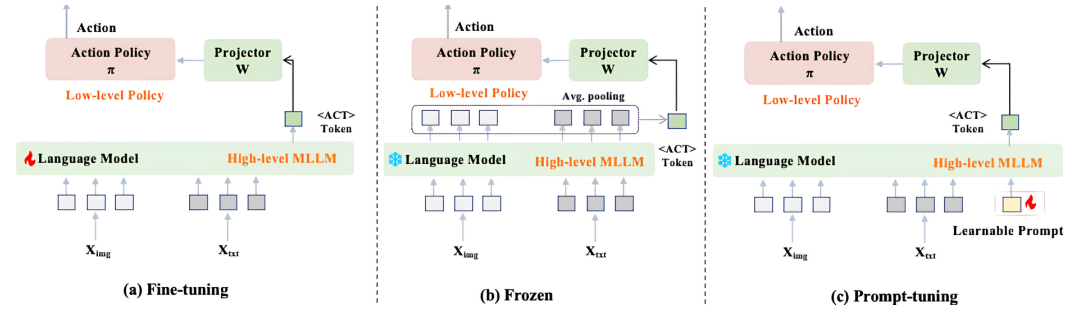 Action
Action Policy
π
Projector
W
Low-level Policy
<ACT>
Token
Language Model
High-level MLLM
X_img
X_txt
(a) Fine-tuning
Action
Action Policy
π
Projector
W
Low-level Policy
Avg. pooling
Language Model
High-level MLLM
<ACT>
Token
X_img
X_txt
(b) Frozen
Action
Action Policy
π
Projector
W
Low-level Policy
<ACT>
Token
Language Model
High-level MLLM
Learnable Prompt
X_img
X_txt
(c) Prompt-tuning